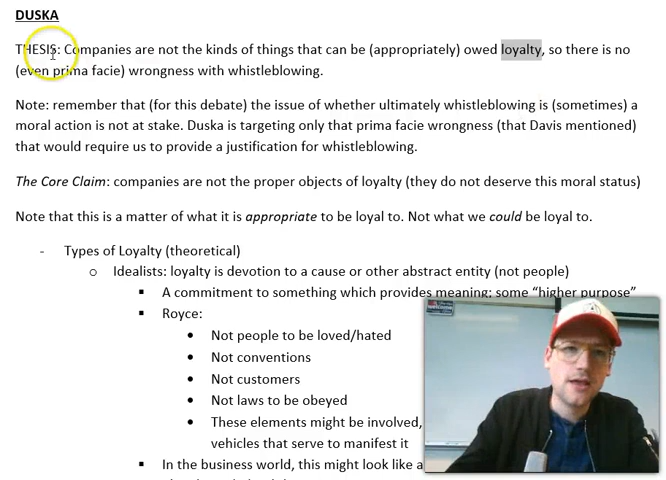 DUSKA
THESIS: Companies are not the kinds of things that can be (appropriately) owed loyalty, so there is no
(even prima facie) wrongness with whistleblowing.
Note: remember that (for this debate) the issue of whether ultimately whistleblowing is (sometimes) a
moral action is not at stake. Duska is targeting only that prima facie wrongness (that Davis mentioned)
that would require us to provide a justification for whistleblowing.
The Core Claim: companies are not the proper objects of loyalty (they do not deserve this moral status)
Note that this is a matter of what it is appropriate to be loyal to. Not what we could be loyal to.
- Types of Loyalty (theoretical)
o Idealists: loyalty is devotion to a cause or other abstract entity (not people)
▪ A commitment to something which provides meaning; some “higher purpose”
▪ Royce:
• Not people to be loved/hated
• Not conventions
• Not customers
• Not laws to be obeyed
• These elements might be involved,
vehicles that serve to manifest it
▪ In the business world, this might look like a